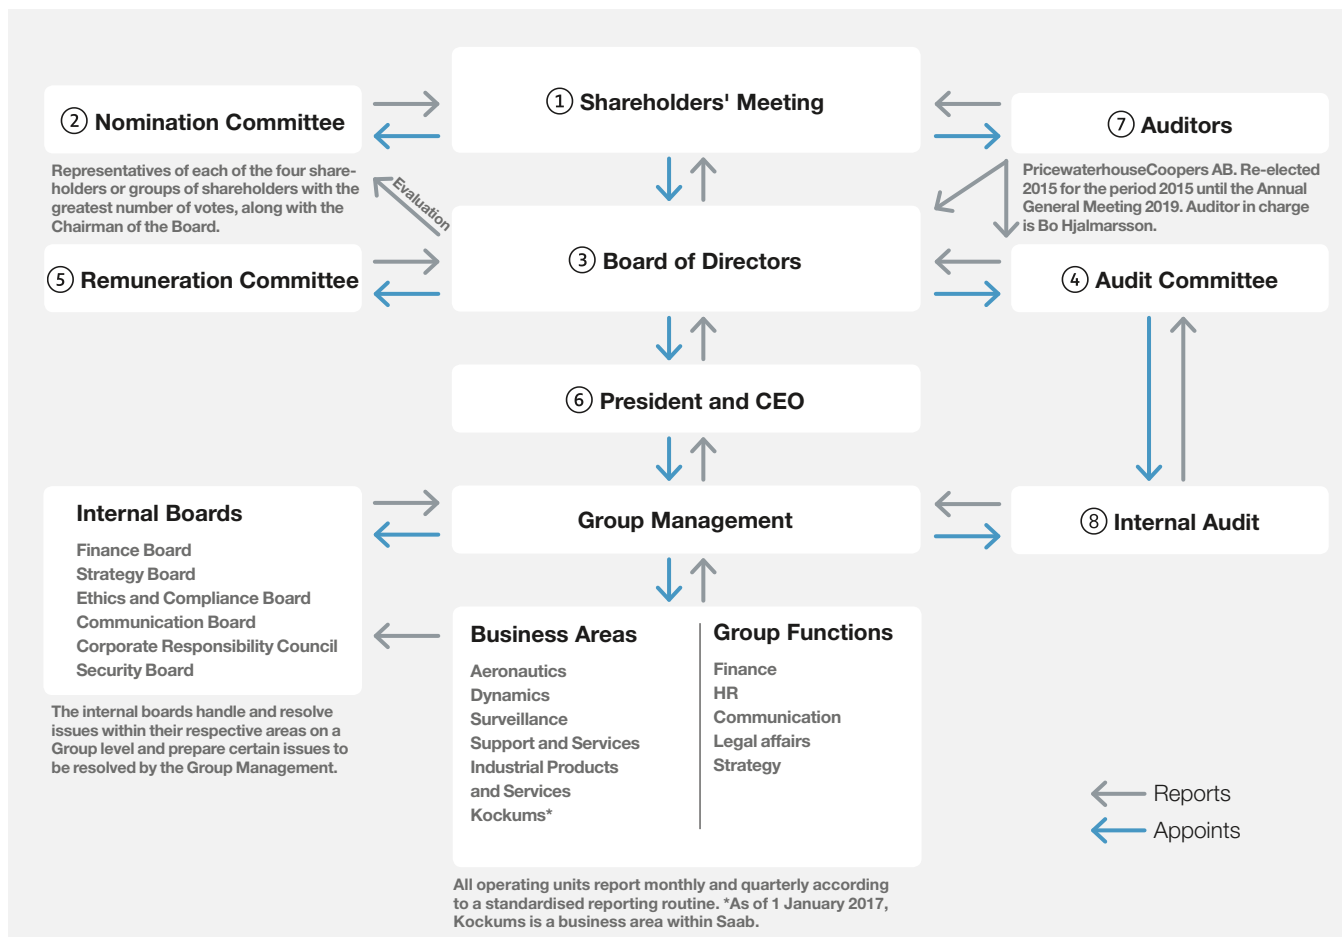 ① Shareholders' Meeting
② Nomination Committee
Representatives of each of the four share-
holders or groups of shareholders with the
greatest number of votes, along with the
Chairman of the Board.
⑦ Auditors
PricewaterhouseCoopers AB. Re-elected
2015 for the period 2015 until the Annual
General Meeting 2019. Auditor in charge
is Bo Hjalmarsson.
Evaluation
⑤ Remuneration Committee
③ Board of Directors
④ Audit Committee
⑥ President and CEO
Internal Boards
Finance Board
Strategy Board
Ethics and Compliance Board
Communication Board
Corporate Responsibility Council
Security Board
The internal boards handle and resolve
issues within their respective areas on a
Group level and prepare certain issues to
be resolved by the Group Management.
Group Management
⑧ Internal Audit
Business Areas
Aeronautics
Dynamics
Surveillance
Support and Services
Industrial Products
and Services
Kockums*
Group Functions
Finance
HR
Communication
Legal affairs
Strategy
All operating units report monthly and quarterly according
to a standardised reporting routine. *As of 1 January 2017,
Kockums is a business area within Saab.
Reports
Appoints